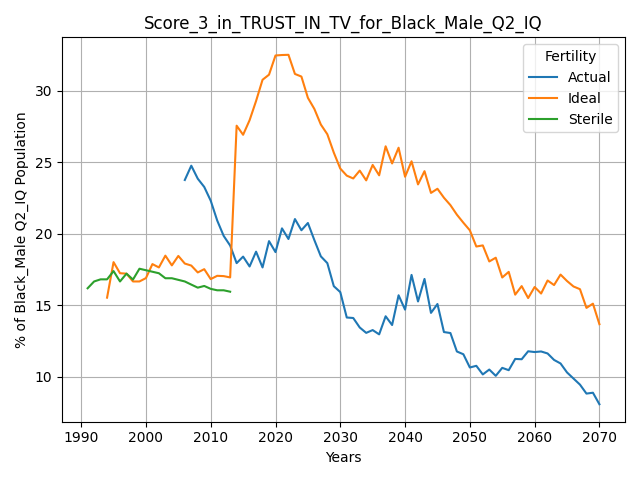 Score_3_in_TRUST_IN_TV_for_Black_Male_Q2_IQ
Fertility
Actual
Ideal
Sterile
% of Black_Male Q2_IQ Population
30
25
20
15
10
1990 2000 2010 2020 2030 2040 2050 2060 2070
Years